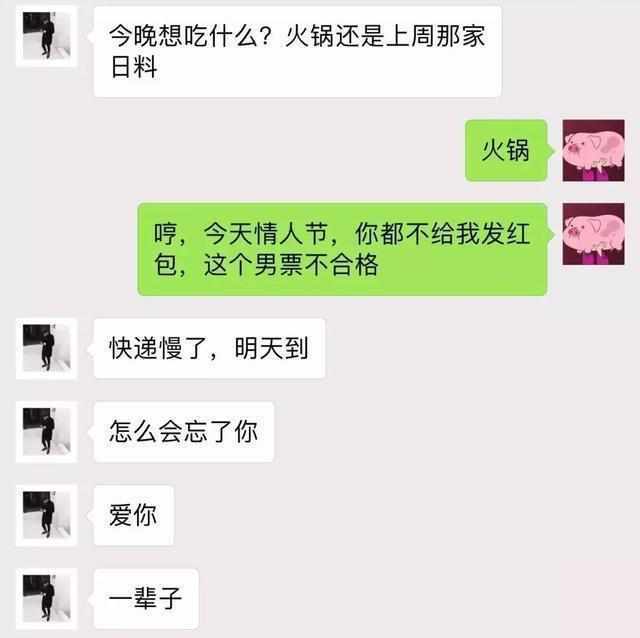 今晚想吃什么？火锅还是上周那家
日料
火锅
哼，今天情人节，你都不给我发红
包，这个男票不合格
快递慢了，明天到
怎么会忘了你
爱你
一辈子